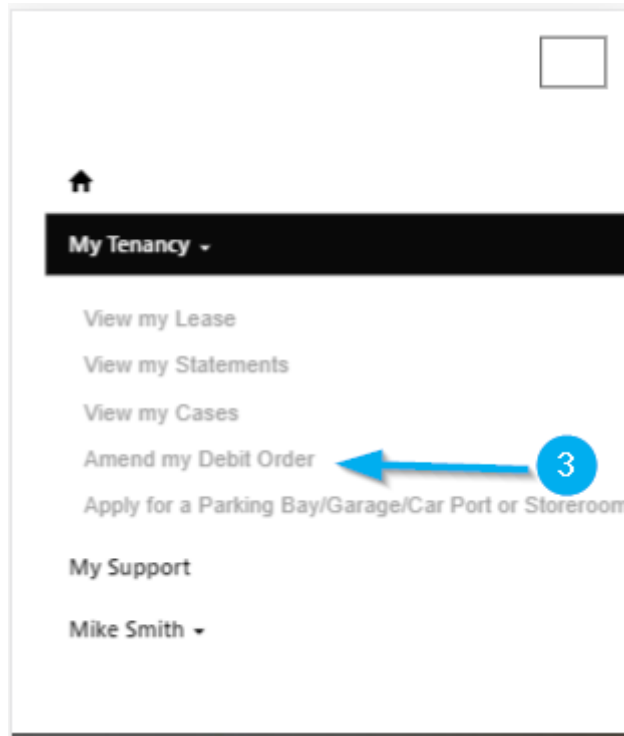 My Tenancy
View my Lease
View my Statements
View my Cases
Amend my Debit Order
3
Apply for a Parking Bay/Garage/Car Port or Storeroom
My Support
Mike Smith